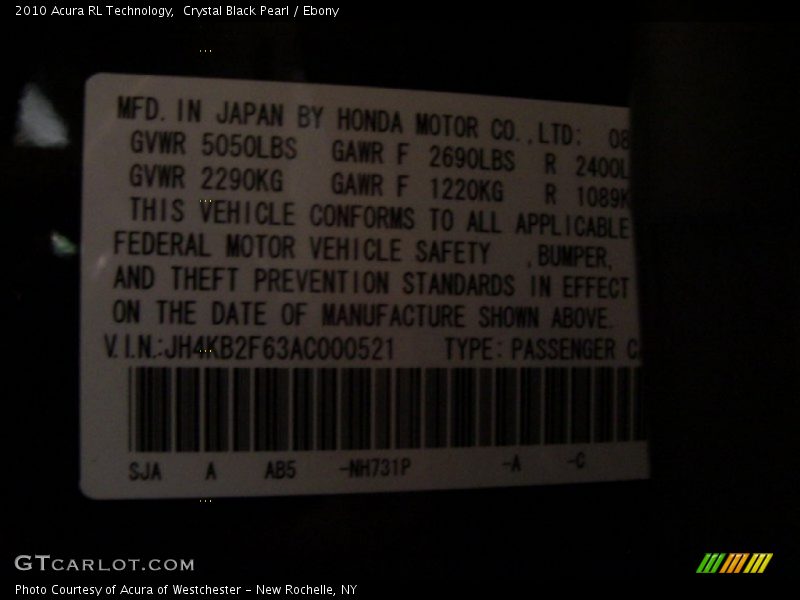 2010 Acura RL Technology,  Crystal Black Pearl / Ebony
MFD. IN JAPAN BY HONDA MOTOR CO.,LTD: 08
GVWR 5050LBS GAWR F 2690LBS R 2400L
GVWR 2290KG GAWR F 1220KG R 1089K
THIS VEHICLE CONFORMS TO ALL APPLICABLE
FEDERAL MOTOR VEHICLE SAFETY ,BUMPER,
AND THEFT PREVENTION STANDARDS IN EFFECT
ON THE DATE OF MANUFACTURE SHOWN ABOVE.
V.I.N.:JH4KB2F63AC000521 TYPE: PASSENGER C
SJA A AB5 -NH731P -A -C
GTCARLOT.COM
Photo Courtesy of Acura of Westchester - New Rochelle, NY